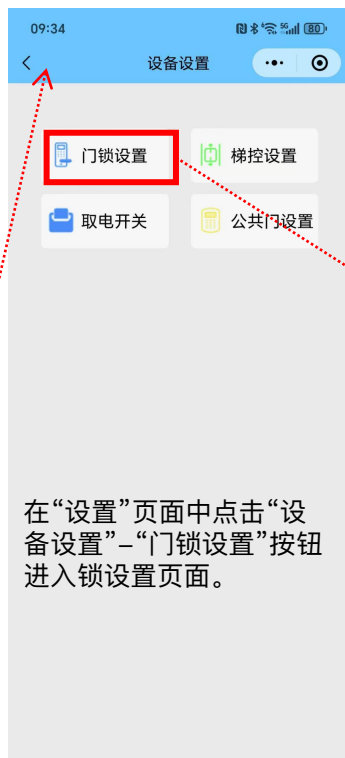 09:34 5G 80
设备设置
门锁设置 梯控设置
取电开关 公共门设置
在“设置”页面中点击“设
备设置”–“门锁设置”按钮
进入锁设置页面。